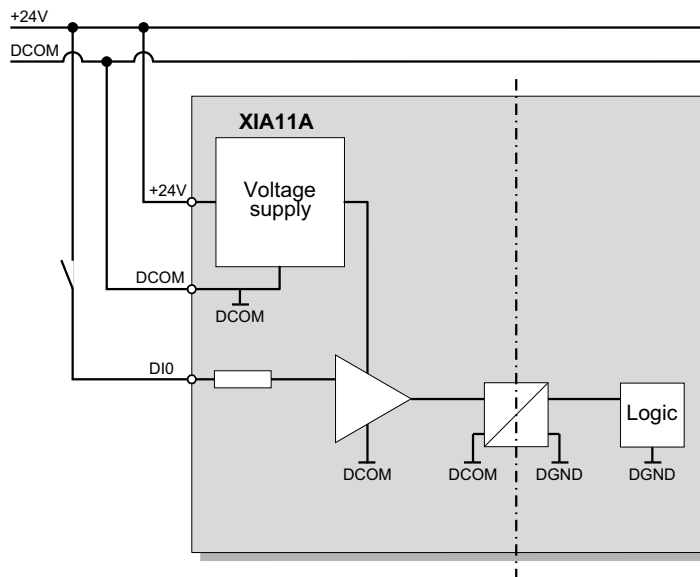 +24V
DCOM
XIA11A
+24V
Voltage
supply
DCOM
DCOM
DI0
Logic
DCOM
DCOM
DGND
DGND